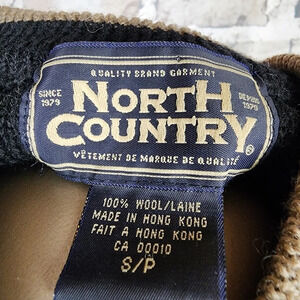 QUALITY BRAND GARMENT
SINCE 1979
DEPUIS 1979
NORTH
COUNTRY
VÊTEMENT DE MARQUE DE QUALITÉ
100% WOOL/LAINE
MADE IN HONG KONG
FAIT A HONG KONG
CA 00010
S/P